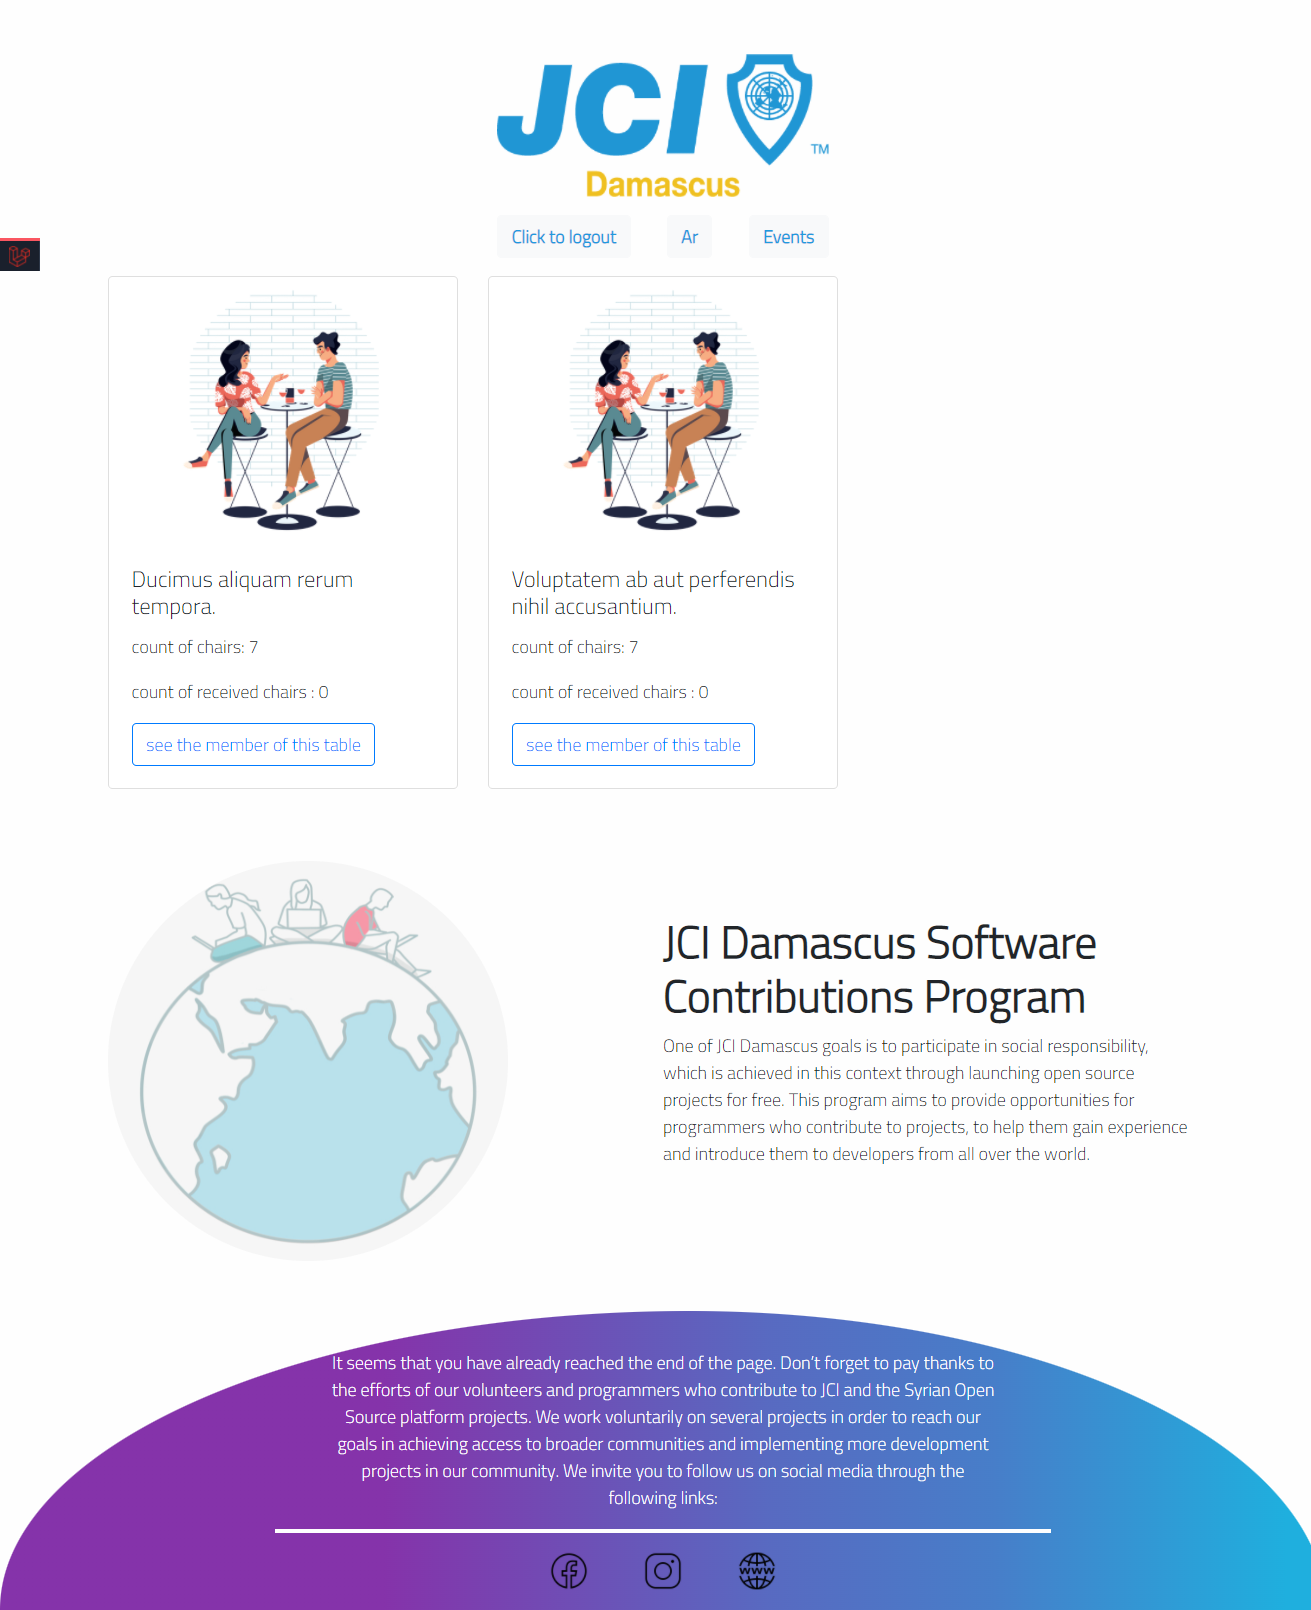 JCI
TM
Damascus
Click to logout
Ar
Events
Ducimus aliquam rerum
tempora.
count of chairs: 7
count of received chairs : 0
see the member of this table
Voluptatem ab aut perferendis
nihil accusantium.
count of chairs: 7
count of received chairs : 0
see the member of this table
JCI Damascus Software
Contributions Program
One of JCI Damascus goals is to participate in social responsibility,
which is achieved in this context through launching open source
projects for free. This program aims to provide opportunities for
programmers who contribute to projects, to help them gain experience
and introduce them to developers from all over the world.
It seems that you have already reached the end of the page. Don't forget to pay thanks to
the efforts of our volunteers and programmers who contribute to JCI and the Syrian Open
Source platform projects. We work voluntarily on several projects in order to reach our
goals in achieving access to broader communities and implementing more development
projects in our community. We invite you to follow us on social media through the
following links:
WWW